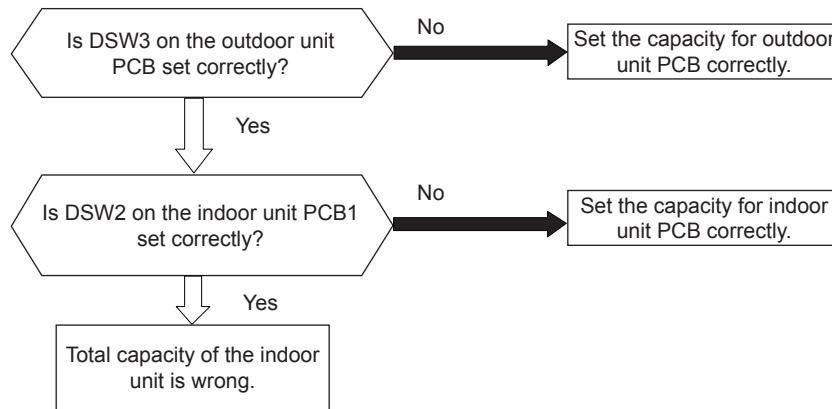 Is DSW3 on the outdoor unit
PCB set correctly?
No
Set the capacity for outdoor
unit PCB correctly.
Yes
Is DSW2 on the indoor unit PCB1
set correctly?
No
Set the capacity for indoor
unit PCB correctly.
Yes
Total capacity of the indoor
unit is wrong.